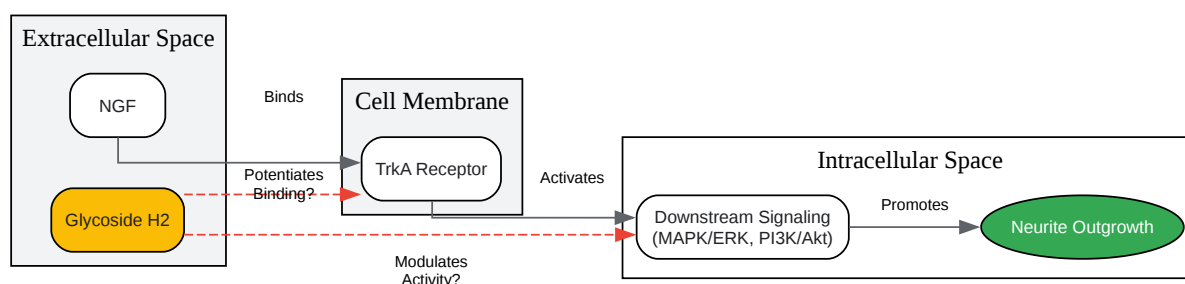 Extracellular Space
NGF
Glycoside H2
Binds
Potentiates
Binding?
Cell Membrane
TrkA Receptor
Activates
Modulates
Activity?
Intracellular Space
Downstream Signaling
(MAPK/ERK, PI3K/Akt)
Promotes
Neurite Outgrowth